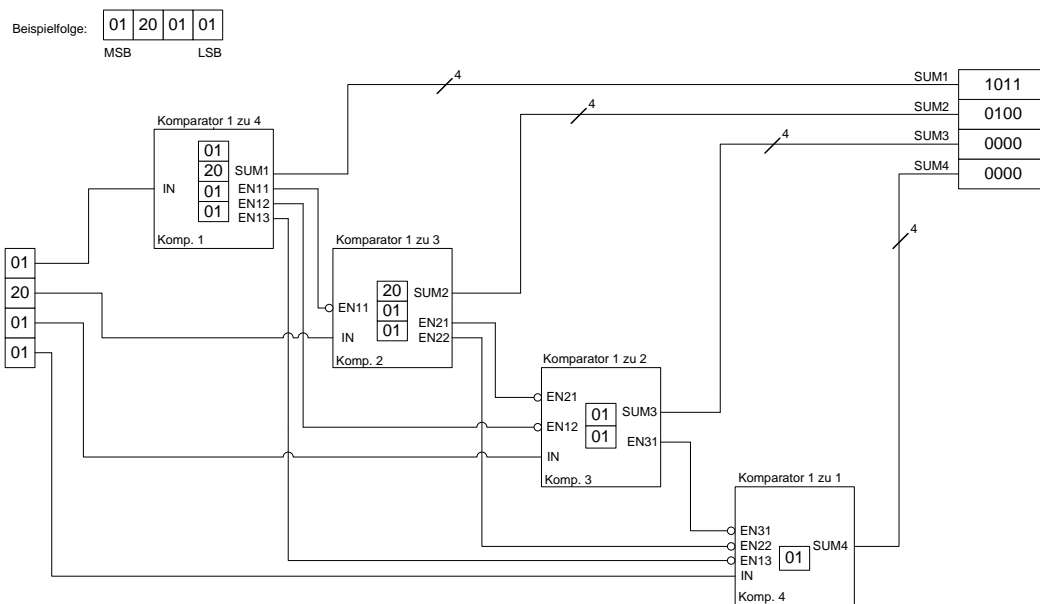 Beispielfolge: 01 20 01 01
MSB LSB
4
SUM1 1011
4
SUM2 0100
4
SUM3 0000
SUM4 0000
4
Komparator 1 zu 4
01
20
01
01
IN
SUM1
EN11
EN12
EN13
Komp. 1
01
20
01
01
Komparator 1 zu 3
20
01
01
EN11
IN
SUM2
EN21
EN22
Komp. 2
Komparator 1 zu 2
01
01
EN21
EN12
IN
SUM3
EN31
Komp. 3
Komparator 1 zu 1
01
EN31
EN22
EN13
IN
SUM4
Komp. 4